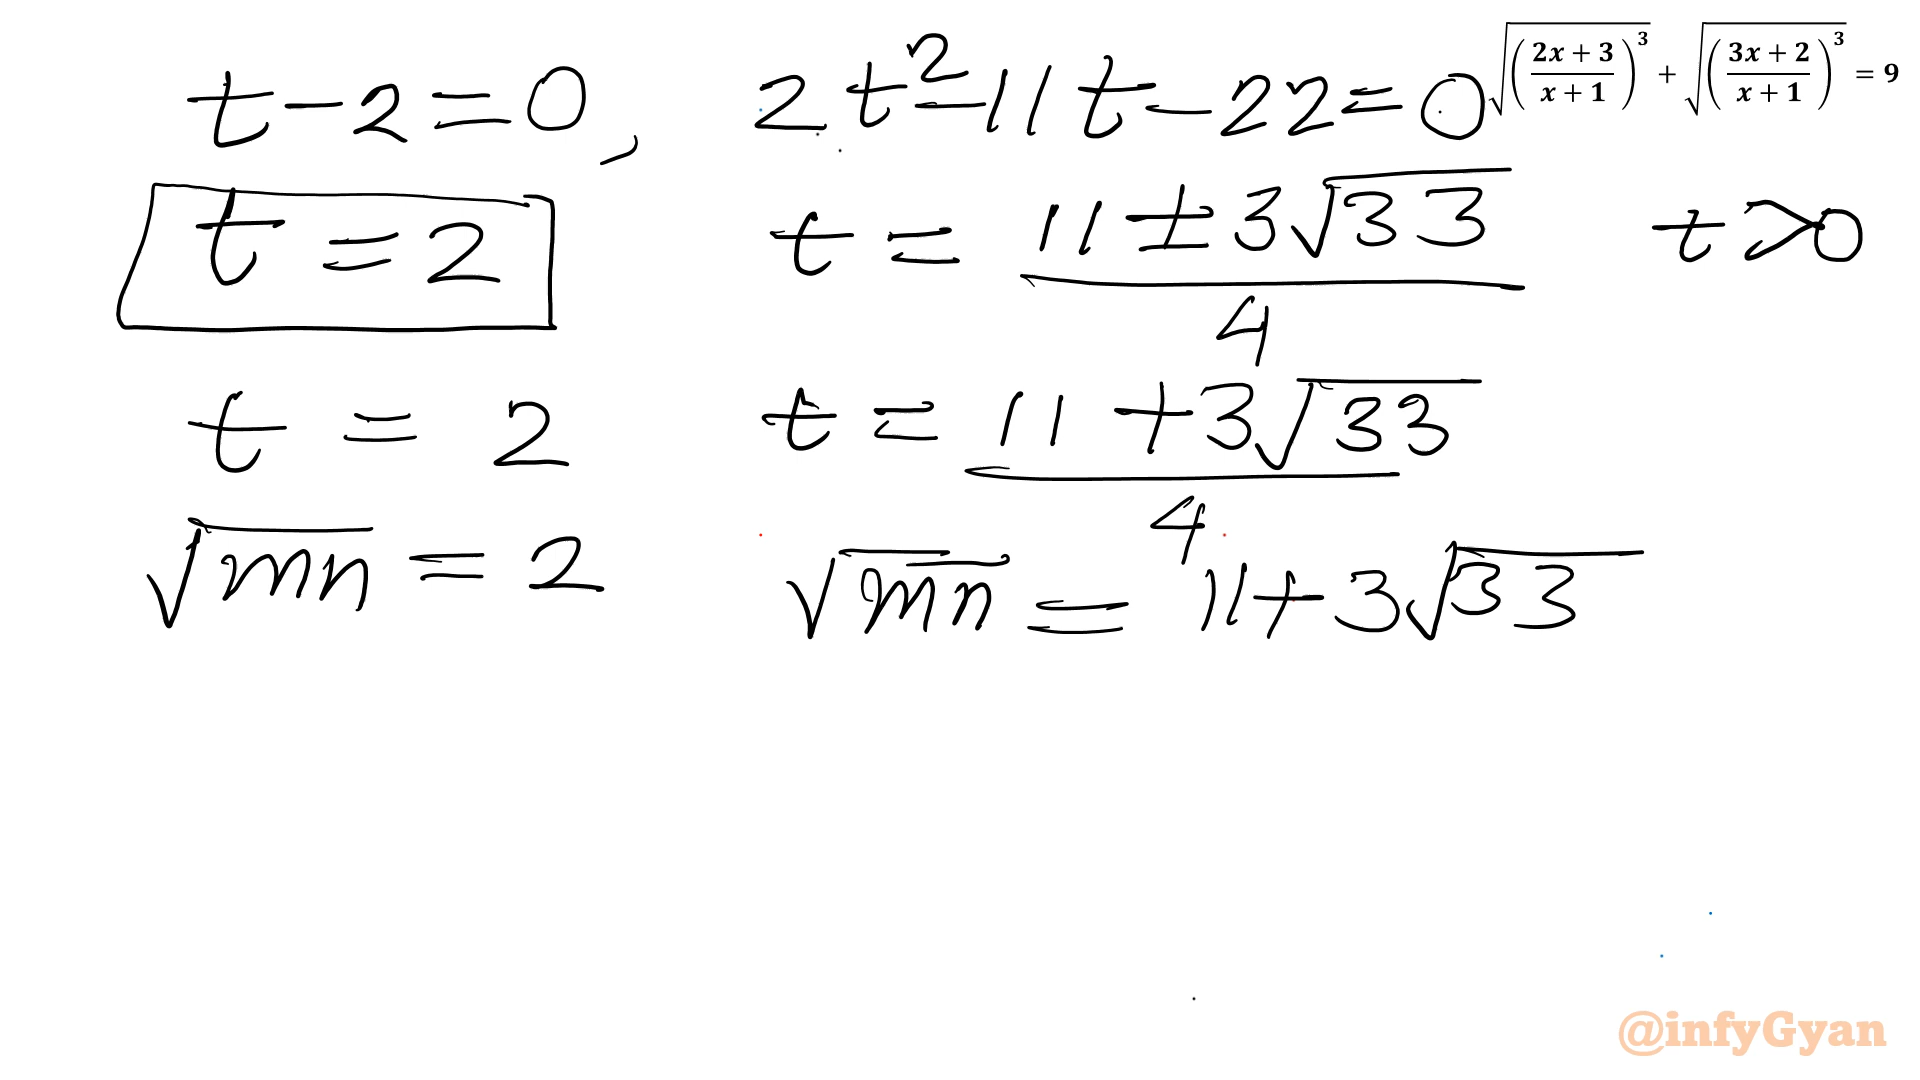 t-2=0, 2t²-11t-22=0 √((2x+3)/(x+1))³ + √((3x+2)/(x+1))³ = 9
t=2 t = (11±3√33)/4 t>0
t = 2 t = (11+3√33)/4
√mn = 2 √mn = 11+3√33
@infyGyan